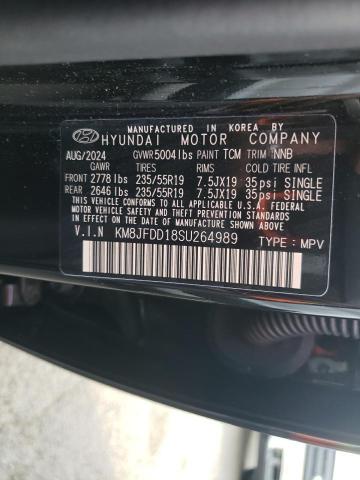 MANUFACTURED IN KOREA BY
HYUNDAI MOTOR COMPANY
AUG/2024 GVWR 5004 lbs PAINT TCM TRIM NNB
GAWR TIRES RIMS COLD TIRE INFL
FRONT 2778 lbs 235/55R19 7.5JX19 35psi SINGLE
REAR 2646 lbs 235/55R19 7.5JX19 35psi SINGLE
THIS VEHICLE CONFORMS TO ALL APPLICABLE FEDERAL
MOTOR VEHICLE SAFETY STANDARDS IN EFFECT ON THE
DATE OF MANUFACTURE SHOWN ABOVE.
V.I.N KM8JFDD18SU264989 TYPE: MPV